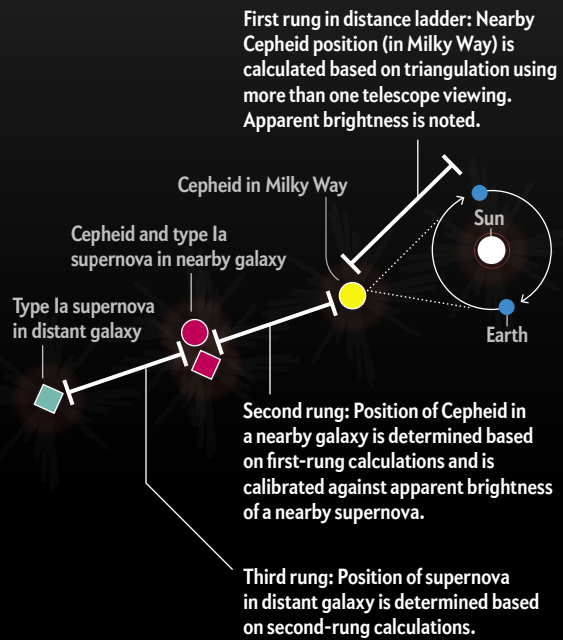 First rung in distance ladder: Nearby
Cepheid position (in Milky Way) is
calculated based on triangulation using
more than one telescope viewing.
Apparent brightness is noted.
Cepheid in Milky Way
Sun
Cepheid and type Ia
supernova in nearby galaxy
Type Ia supernova
in distant galaxy
Earth
Second rung: Position of Cepheid in
a nearby galaxy is determined based
on first-rung calculations and is
calibrated against apparent brightness
of a nearby supernova.
Third rung: Position of supernova
in distant galaxy is determined based
on second-rung calculations.